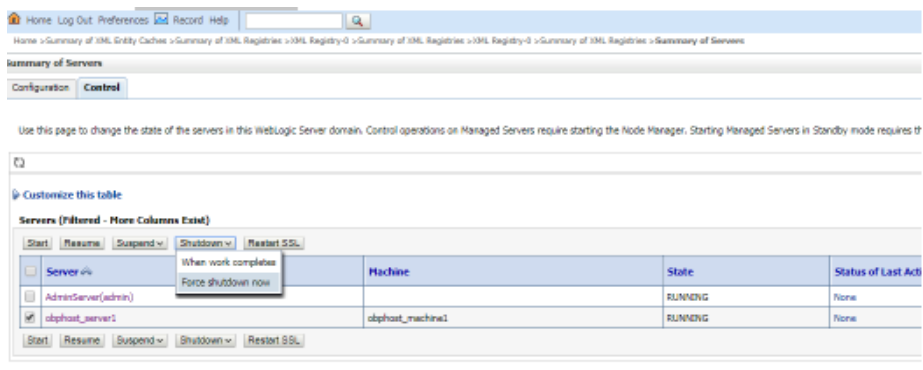 Home Log Out Preferences Record Help
Home >Summary of XML Entity Caches >Summary of XML Registries >XML Registry-0 >Summary of XML Registries >XML Registry-0 >Summary of XML Registries >Summary of Servers
Summary of Servers
Configuration Control
Use this page to change the state of the servers in this WebLogic Server domain. Control operations on Managed Servers require starting the Node Manager. Starting Managed Servers in Standby mode requires th
Customize this table
Servers (Filtered - More Columns Exist)
Start Resume Suspend Shutdown Restart SSL
When work completes
Force shutdown now
Server Machine State Status of Last Acti
AdminServer(admin) RUNNING None
obphost_server1 obphost_machine1 RUNNING None
Start Resume Suspend Shutdown Restart SSL